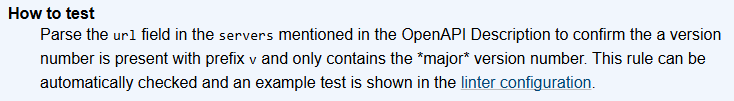 How to test
Parse the url field in the servers mentioned in the OpenAPI Description to confirm the a version
number is present with prefix v and only contains the *major* version number. This rule can be
automatically checked and an example test is shown in the linter configuration.